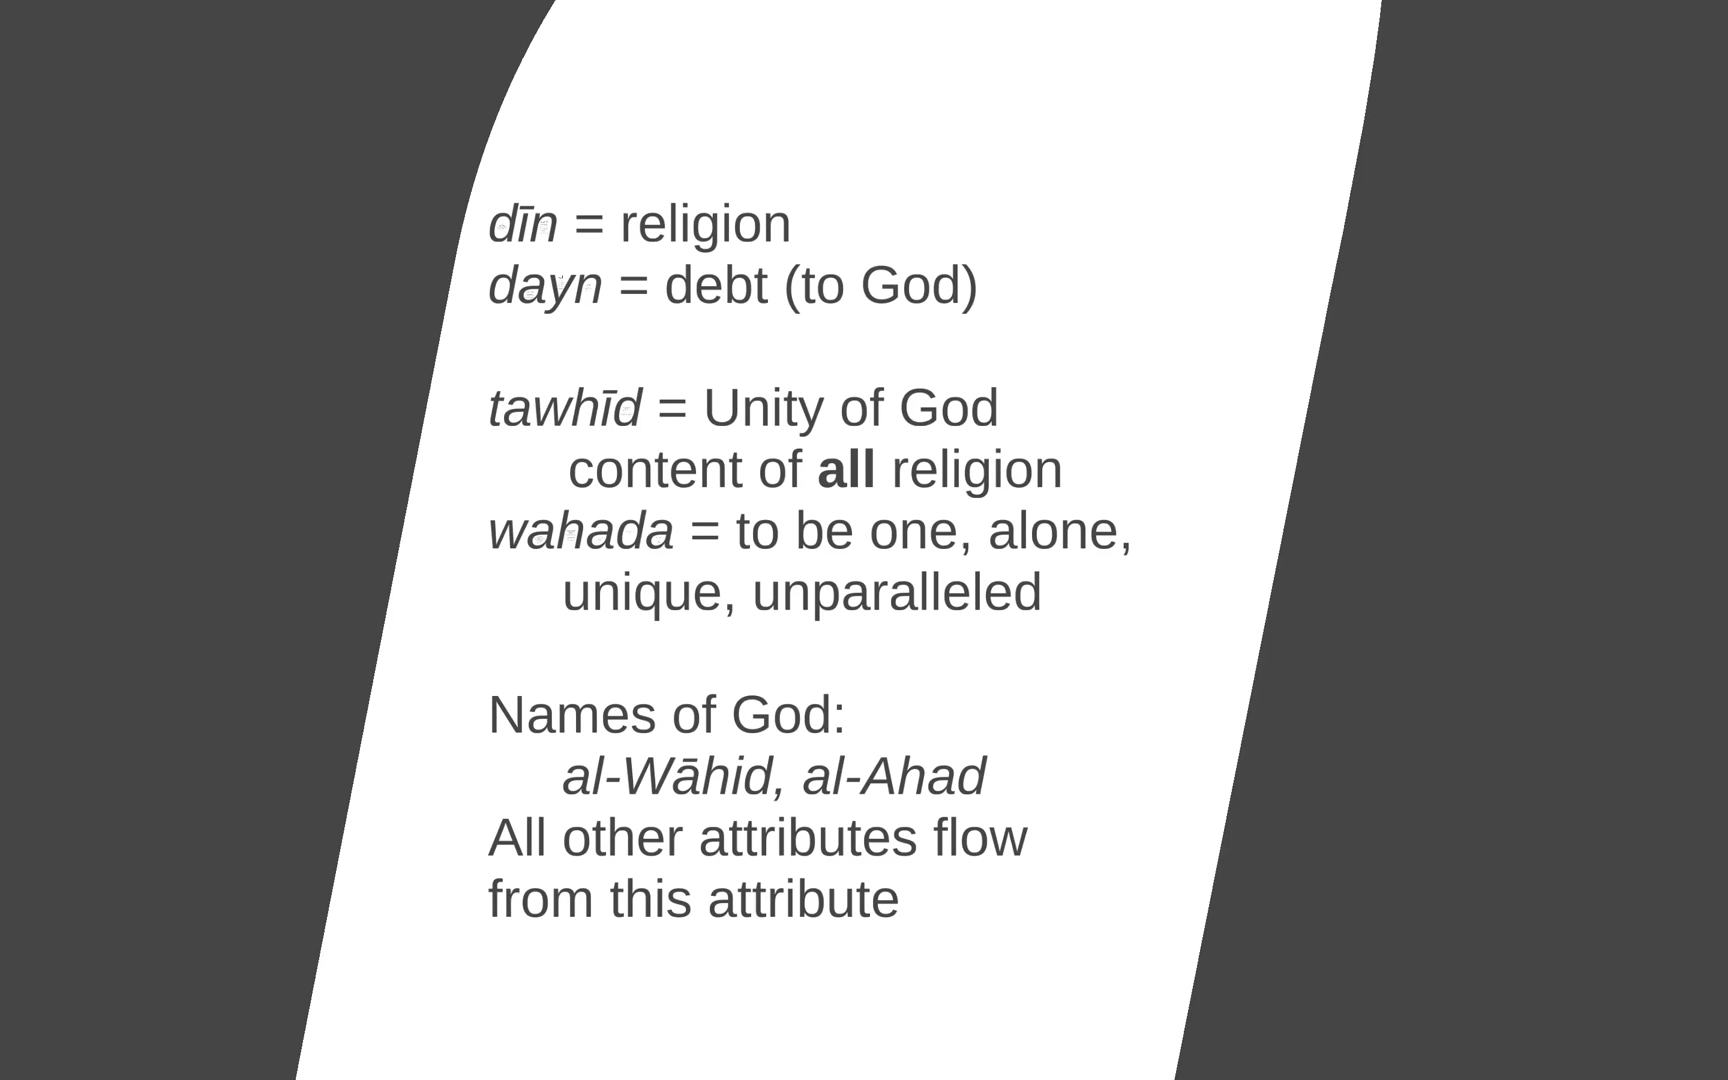 dīn = religion
dayn = debt (to God)
tawhīd = Unity of God
content of all religion
wahada = to be one, alone,
unique, unparalleled
Names of God:
al-Wāhid, al-Ahad
All other attributes flow
from this attribute